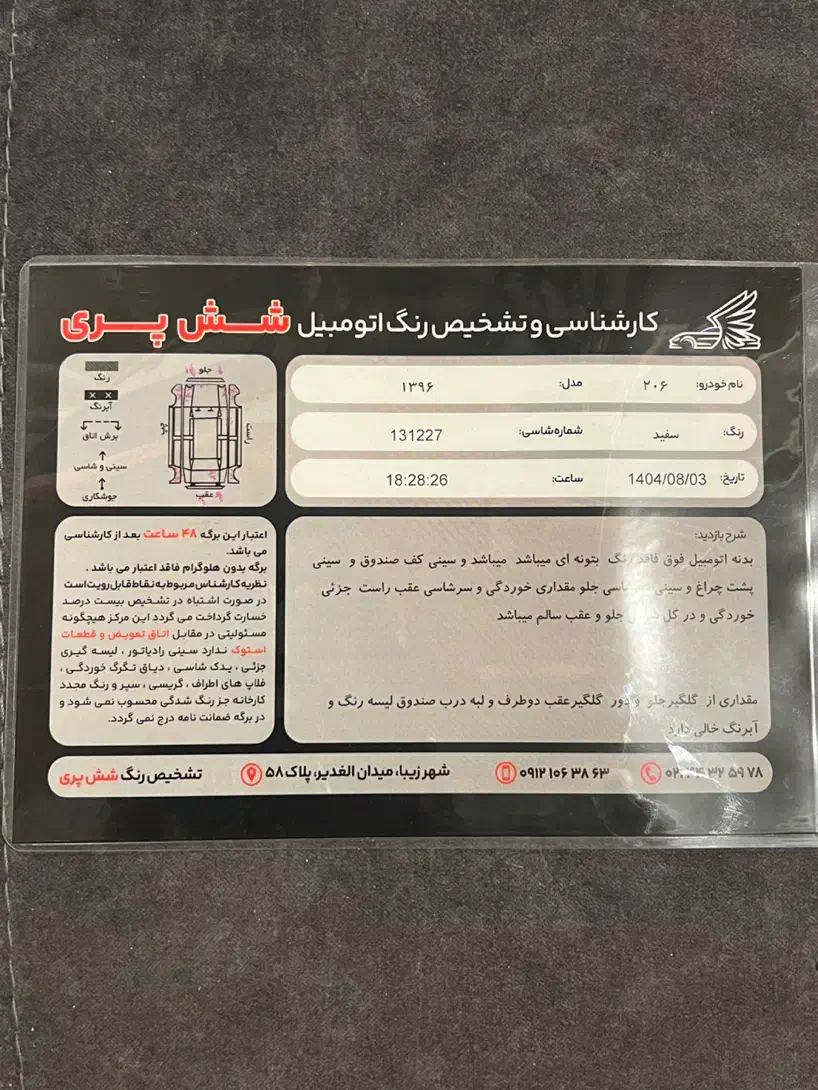 کارشناسی و تشخیص رنگ اتومبیل شش پری
نام خودرو: ۲۰۶ مدل: ۱۳۹۶
رنگ: سفید شماره شاسی: 131227
تاریخ: 1404/08/03 ساعت: 18:28:26
جلو
راست
عقب
رنگ
آبرنگ
برش اتاق
سینی و شاسی
جوشکاری
شرح بازدید:
بدنه اتومبیل فوق فاقد رنگ بتونه ای میباشد میباشد و سینی کف صندوق و سینی
پشت چراغ و سینی جلو مقداری خوردگی و سرشاسی عقب راست جزئی
خوردگی و در کل جلو و عقب سالم میباشد
مقداری از گلگیر جلو و دور گلگیر عقب دوطرف و لبه درب صندوق لیسه رنگ و
آبرنگ خالی دارد
اعتبار این برگه ۴۸ ساعت بعد از کارشناسی
می باشد.
برگه بدون هلوگرام فاقد اعتبار می باشد .
نظریه کارشناس مربوط به نقاط قابل رویت است
در صورت اشتباه در تشخیص بیست درصد
خسارت گرداخت می گردد این مرکز هیچگونه
مسئولیتی در مقابل اتاق تعویض و قطعات
استوک ندارد سینی رادیاتور ، لیسه گیری
جزئی ، یدک شاسی ، دیاق تگرگ خوردگی ،
فلاپ های اطراف ، گریسی ، سپر و رنگ مجدد
کارخانه جز رنگ شدگی محسوب نمی شود و
در برگه ضمانت نامه درج نمی گردد.
۵۹ ۷۸ ۰۹۱۲ ۱۰۶ ۳۸ ۶۳ شهر زیبا، میدان الغدیر، پلاک ۵۸ تشخیص رنگ شش پری